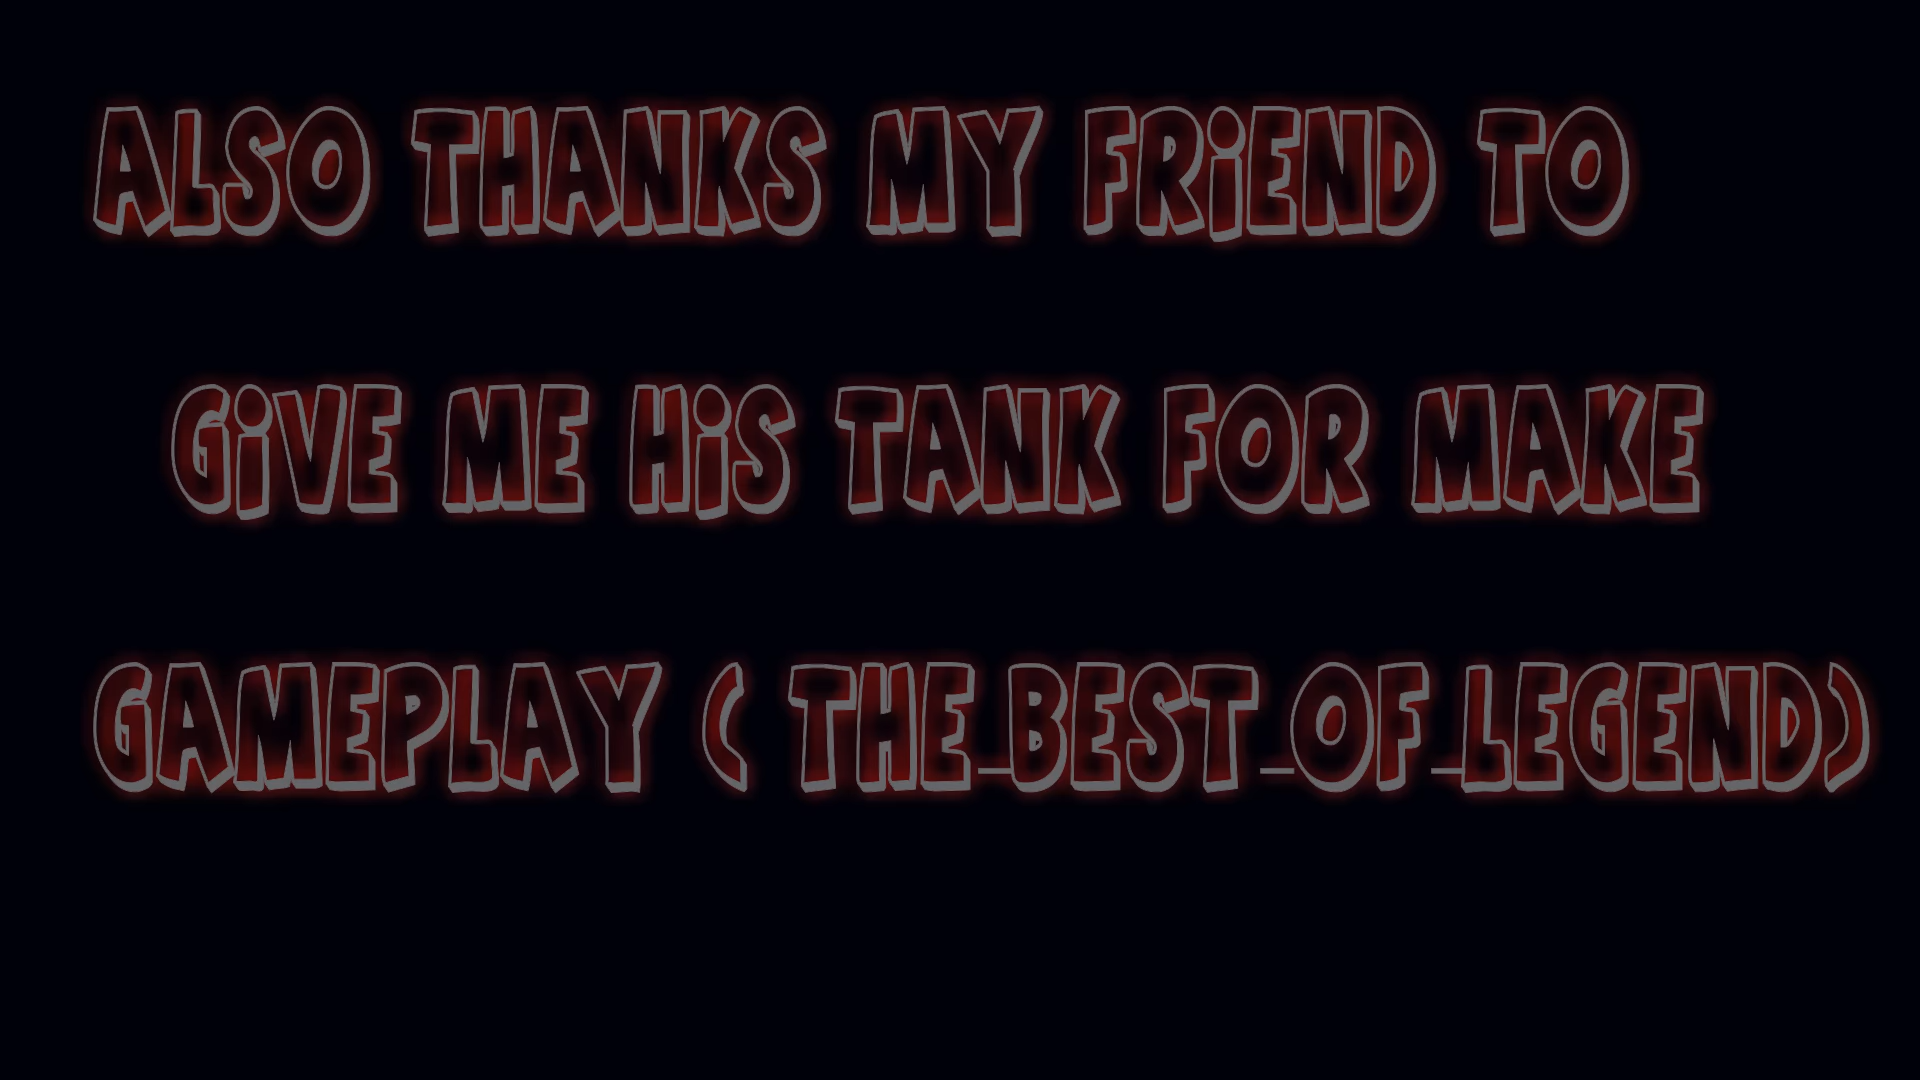 ALSO THANKS MY FRiEND TO
GiVE ME HiS TANK FOR MAKE
GAMEPLAY ( THE_BEST_OF_LEGEND)